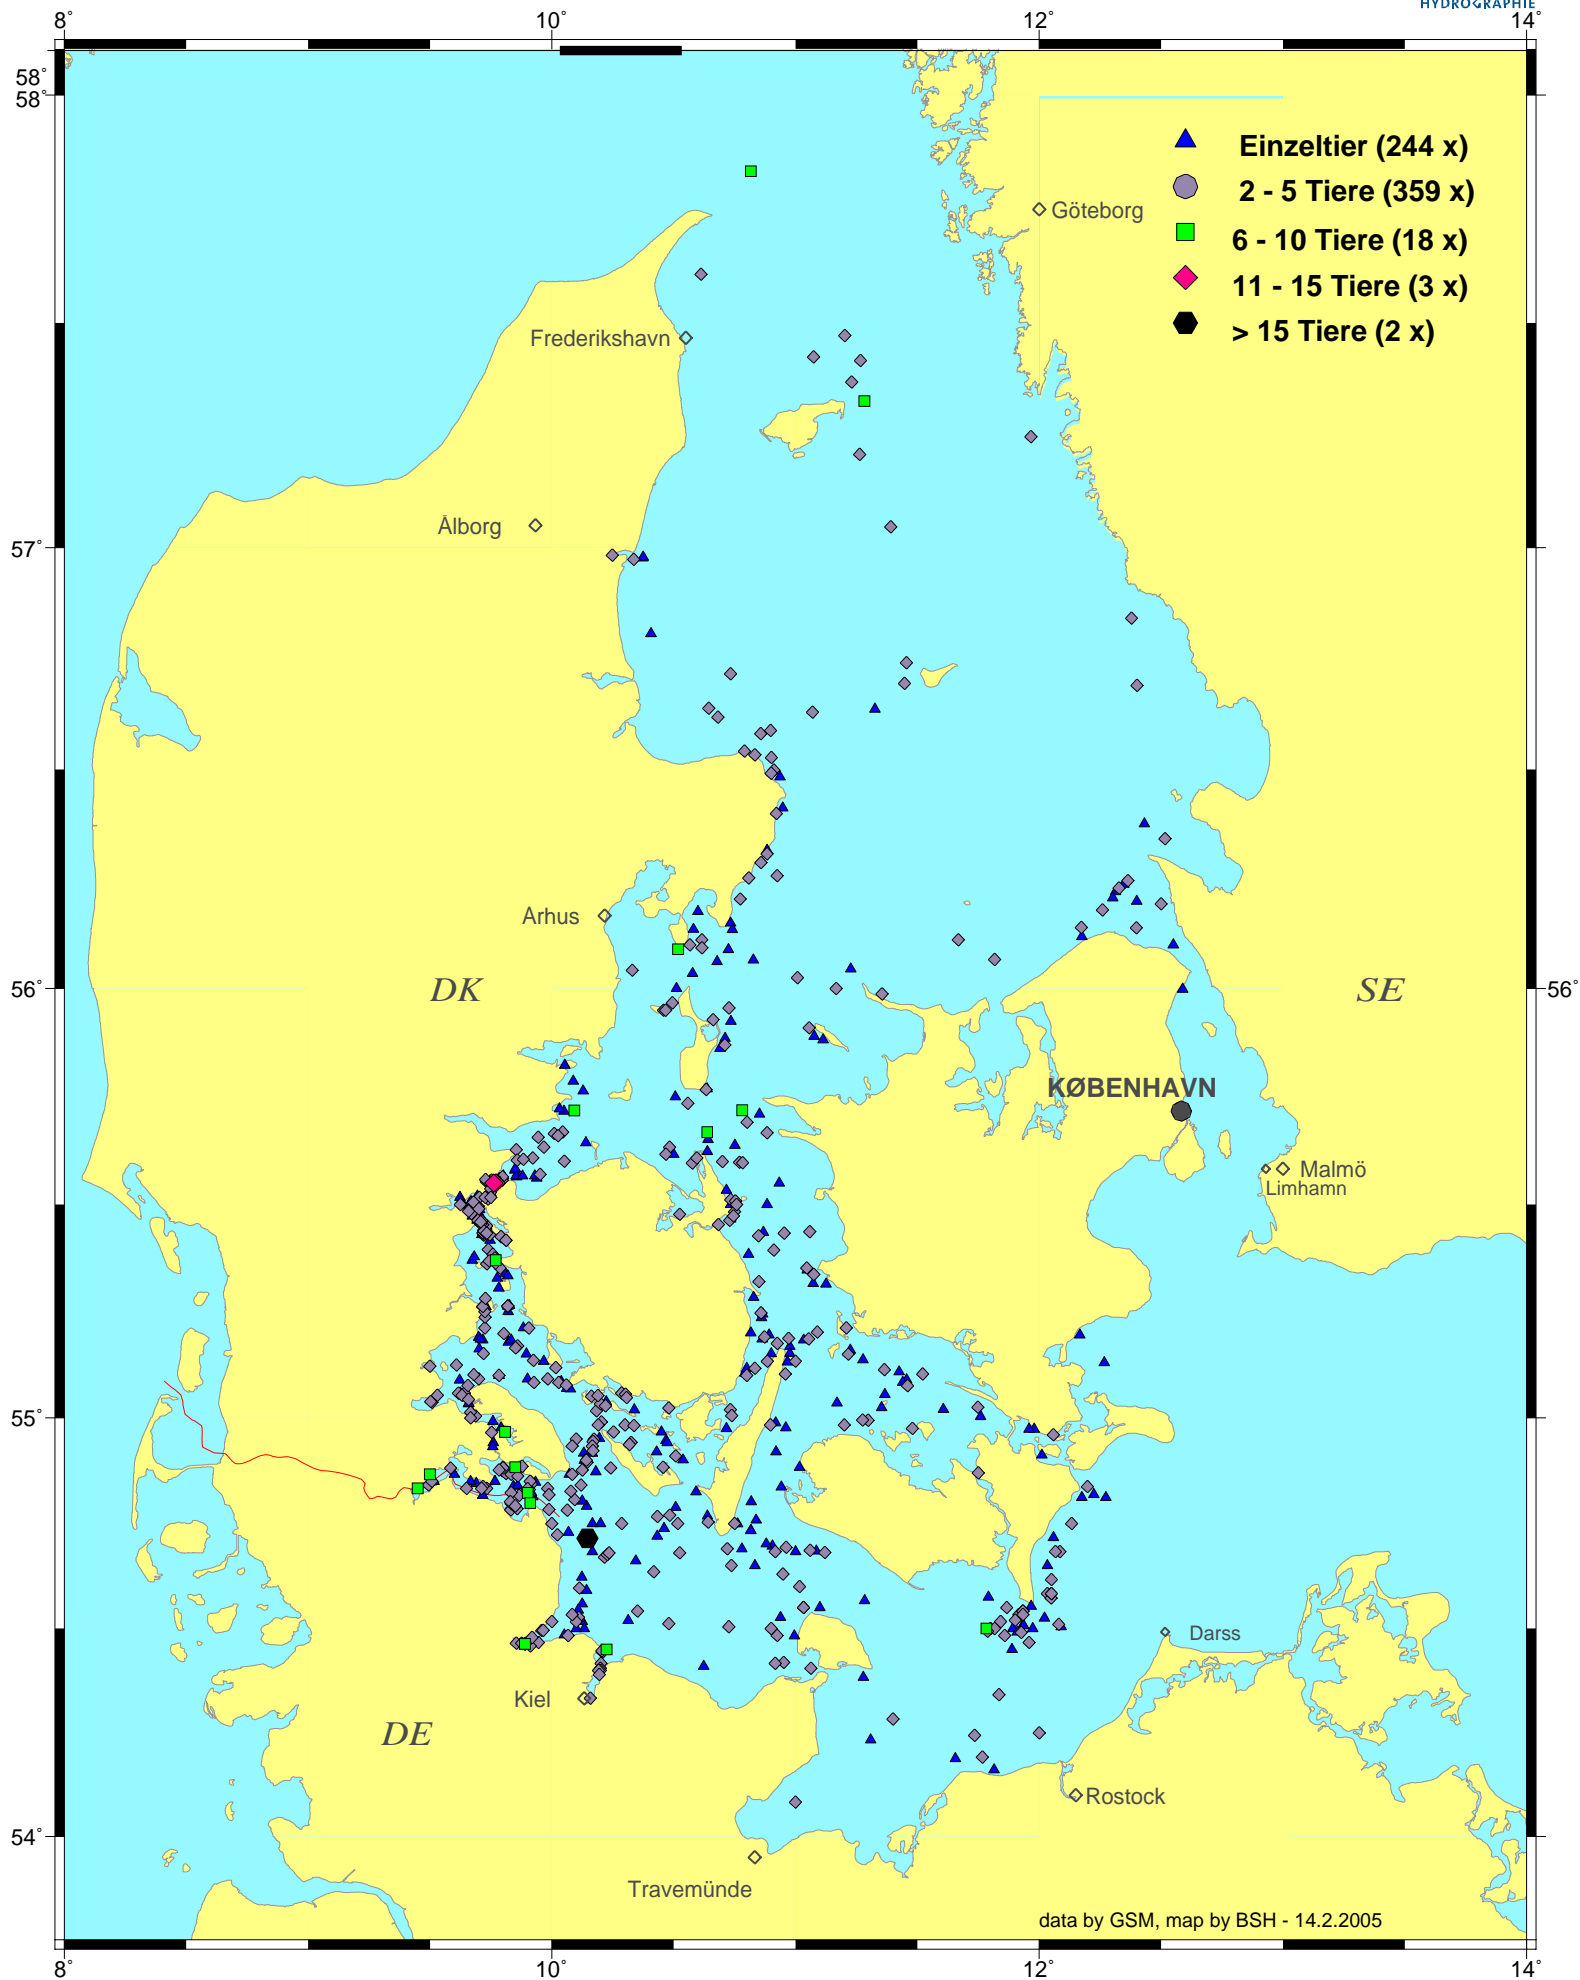 HYDROGRAPHIE
8° 10° 12° 14°
58°
58°
Einzeltier (244 x)
2 - 5 Tiere (359 x)
Göteborg
6 - 10 Tiere (18 x)
11 - 15 Tiere (3 x)
> 15 Tiere (2 x)
Frederikshavn
Ålborg
57°
Arhus
DK
SE
56°
56°
KØBENHAVN
Malmö
Limhamn
55°
Darss
Kiel
DE
Rostock
54°
Travemünde
data by GSM, map by BSH - 14.2.2005
8° 10° 12° 14°